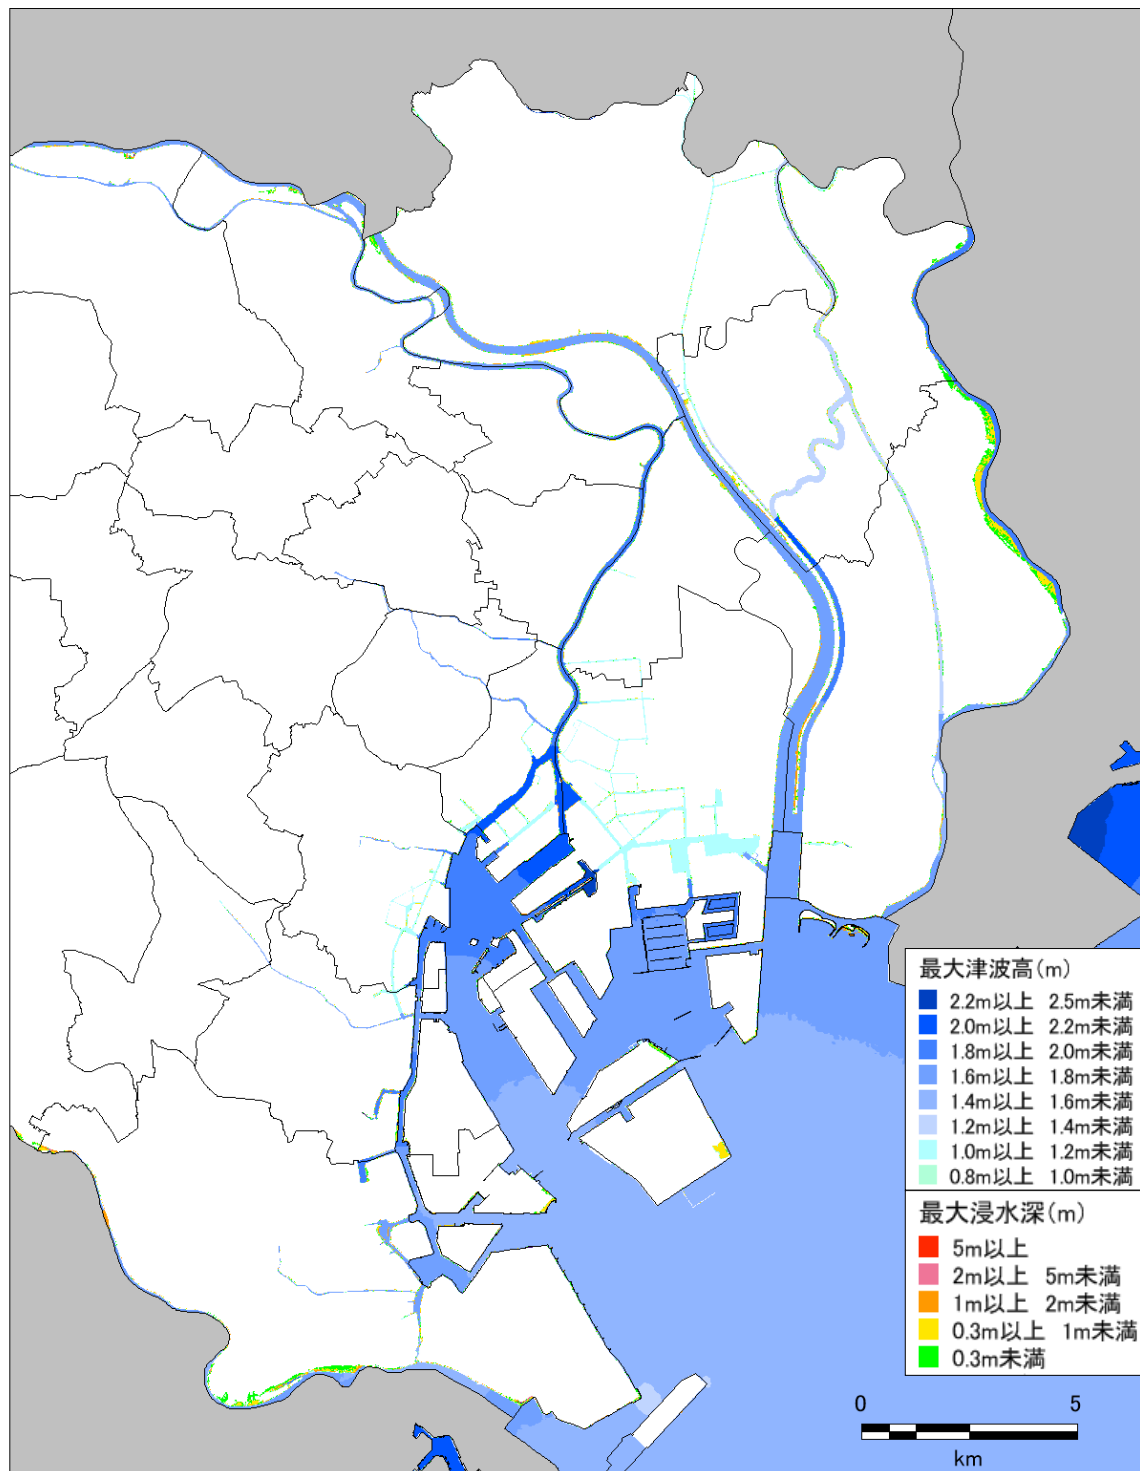 最大津波高(m)
2.2m以上 2.5m未満
2.0m以上 2.2m未満
1.8m以上 2.0m未満
1.6m以上 1.8m未満
1.4m以上 1.6m未満
1.2m以上 1.4m未満
1.0m以上 1.2m未満
0.8m以上 1.0m未満
最大浸水深(m)
5m以上
2m以上 5m未満
1m以上 2m未満
0.3m以上 1m未満
0.3m未満
0 5
km